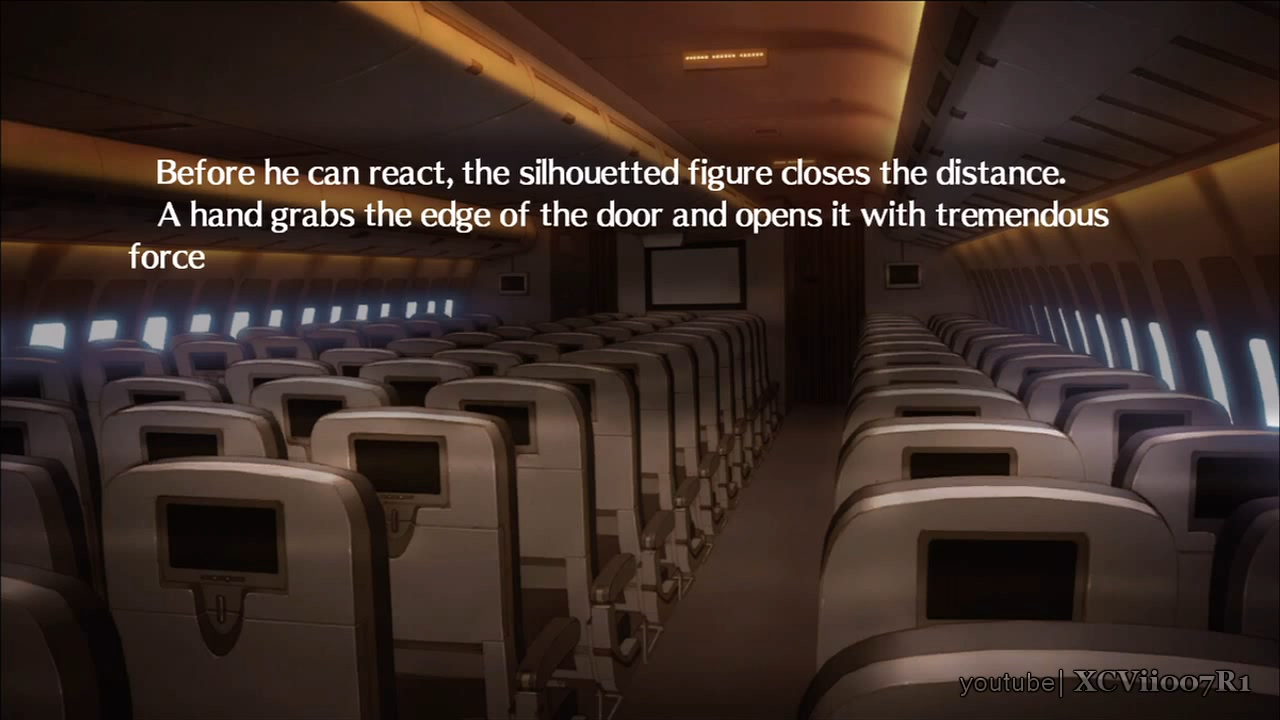 Before he can react, the silhouetted figure closes the distance.
A hand grabs the edge of the door and opens it with tremendous
force
youtube| XCVii007R1